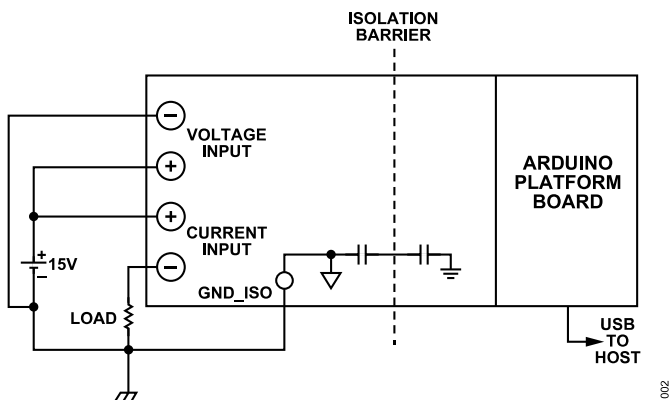 ISOLATION
BARRIER
−
VOLTAGE
INPUT
+
+
CURRENT
INPUT
−
+
15V
−
LOAD
GND_ISO
ARDUINO
PLATFORM
BOARD
USB
TO
HOST
002